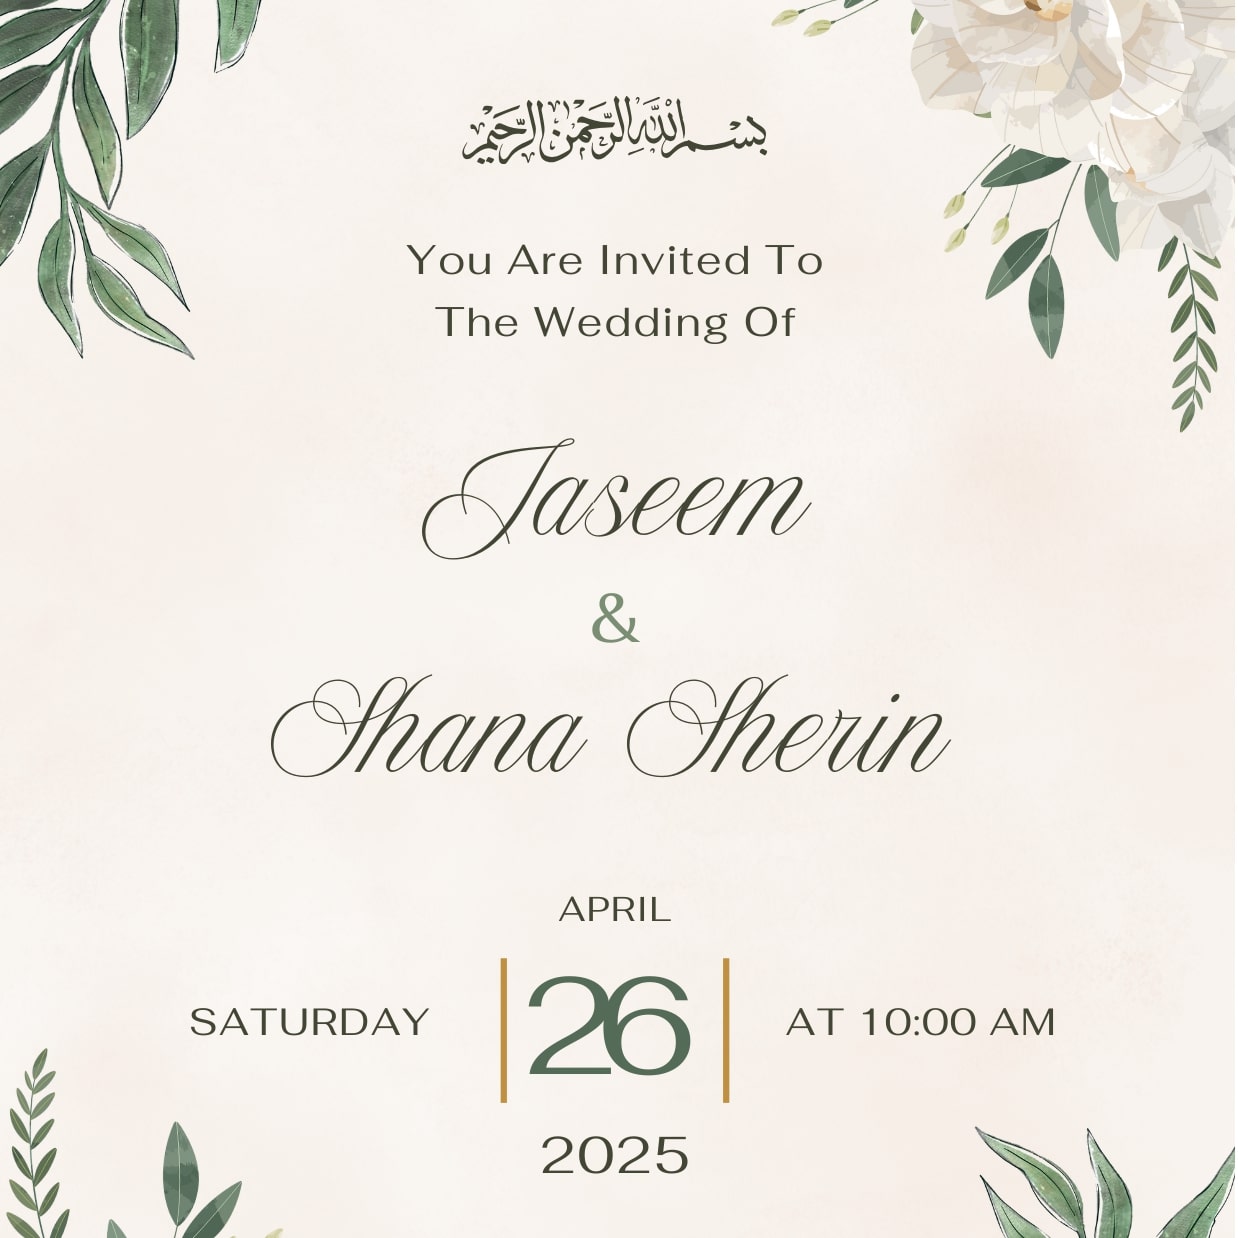 بسم الله الرحمن الرحيم
You Are Invited To
The Wedding Of
Jaseem
&
Shana Sherin
APRIL
SATURDAY 26 AT 10:00 AM
2025